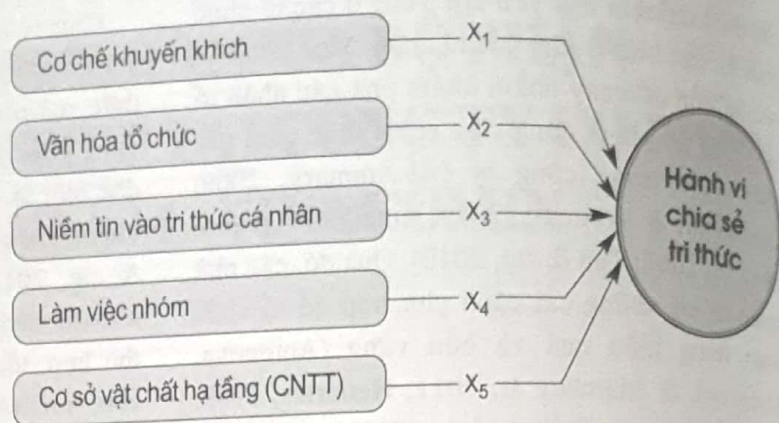 Cơ chế khuyến khích
X1
Văn hóa tổ chức
X2
Niềm tin vào tri thức cá nhân
X3
Làm việc nhóm
X4
Cơ sở vật chất hạ tầng (CNTT)
X5
Hành vi
chia sẻ
tri thức